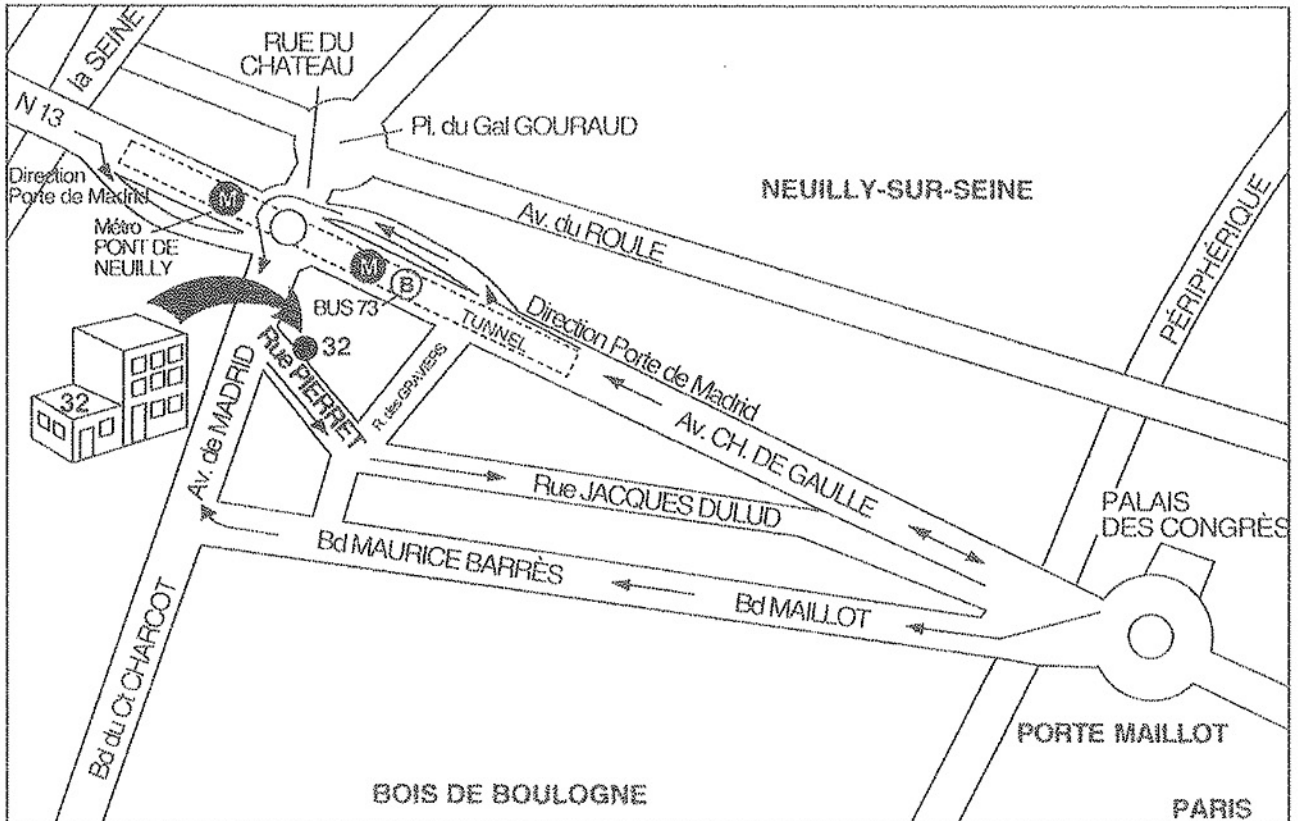 la SEINE
RUE DU
CHATEAU
N 13
Pl. du Gal GOURAUD
Direction
Porte de Madrid
M
Métro
PONT DE
NEUILLY
NEUILLY-SUR-SEINE
Av. du ROULE
PÉRIPHÉRIQUE
M
B
BUS 73
TUNNEL
Direction Porte de Madrid
32
32
Rue PIERRET
R. des GRAVIERS
Av. de MADRID
Av. CH. DE GAULLE
Rue JACQUES DULUD
PALAIS
DES CONGRÈS
Bd MAURICE BARRÈS
Bd MAILLOT
Bd du Ct CHARCOT
PORTE MAILLOT
BOIS DE BOULOGNE
PARIS